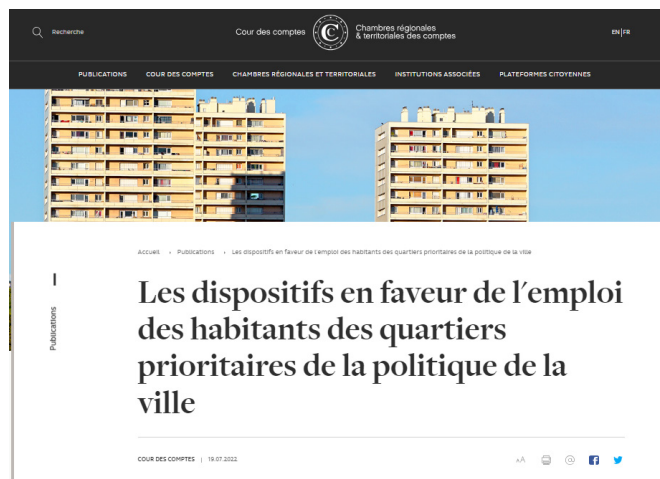 Recherche
Cour des comptes
Chambres régionales
& territoriales des comptes
EN|FR
PUBLICATIONS COUR DES COMPTES CHAMBRES RÉGIONALES ET TERRITORIALES INSTITUTIONS ASSOCIÉES PLATEFORMES CITOYENNES
Accueil › Publications › Les dispositifs en faveur de l'emploi des habitants des quartiers prioritaires de la politique de la ville
Publications
Les dispositifs en faveur de l'emploi
des habitants des quartiers
prioritaires de la politique de la
ville
COUR DES COMPTES | 19.07.2022
AA